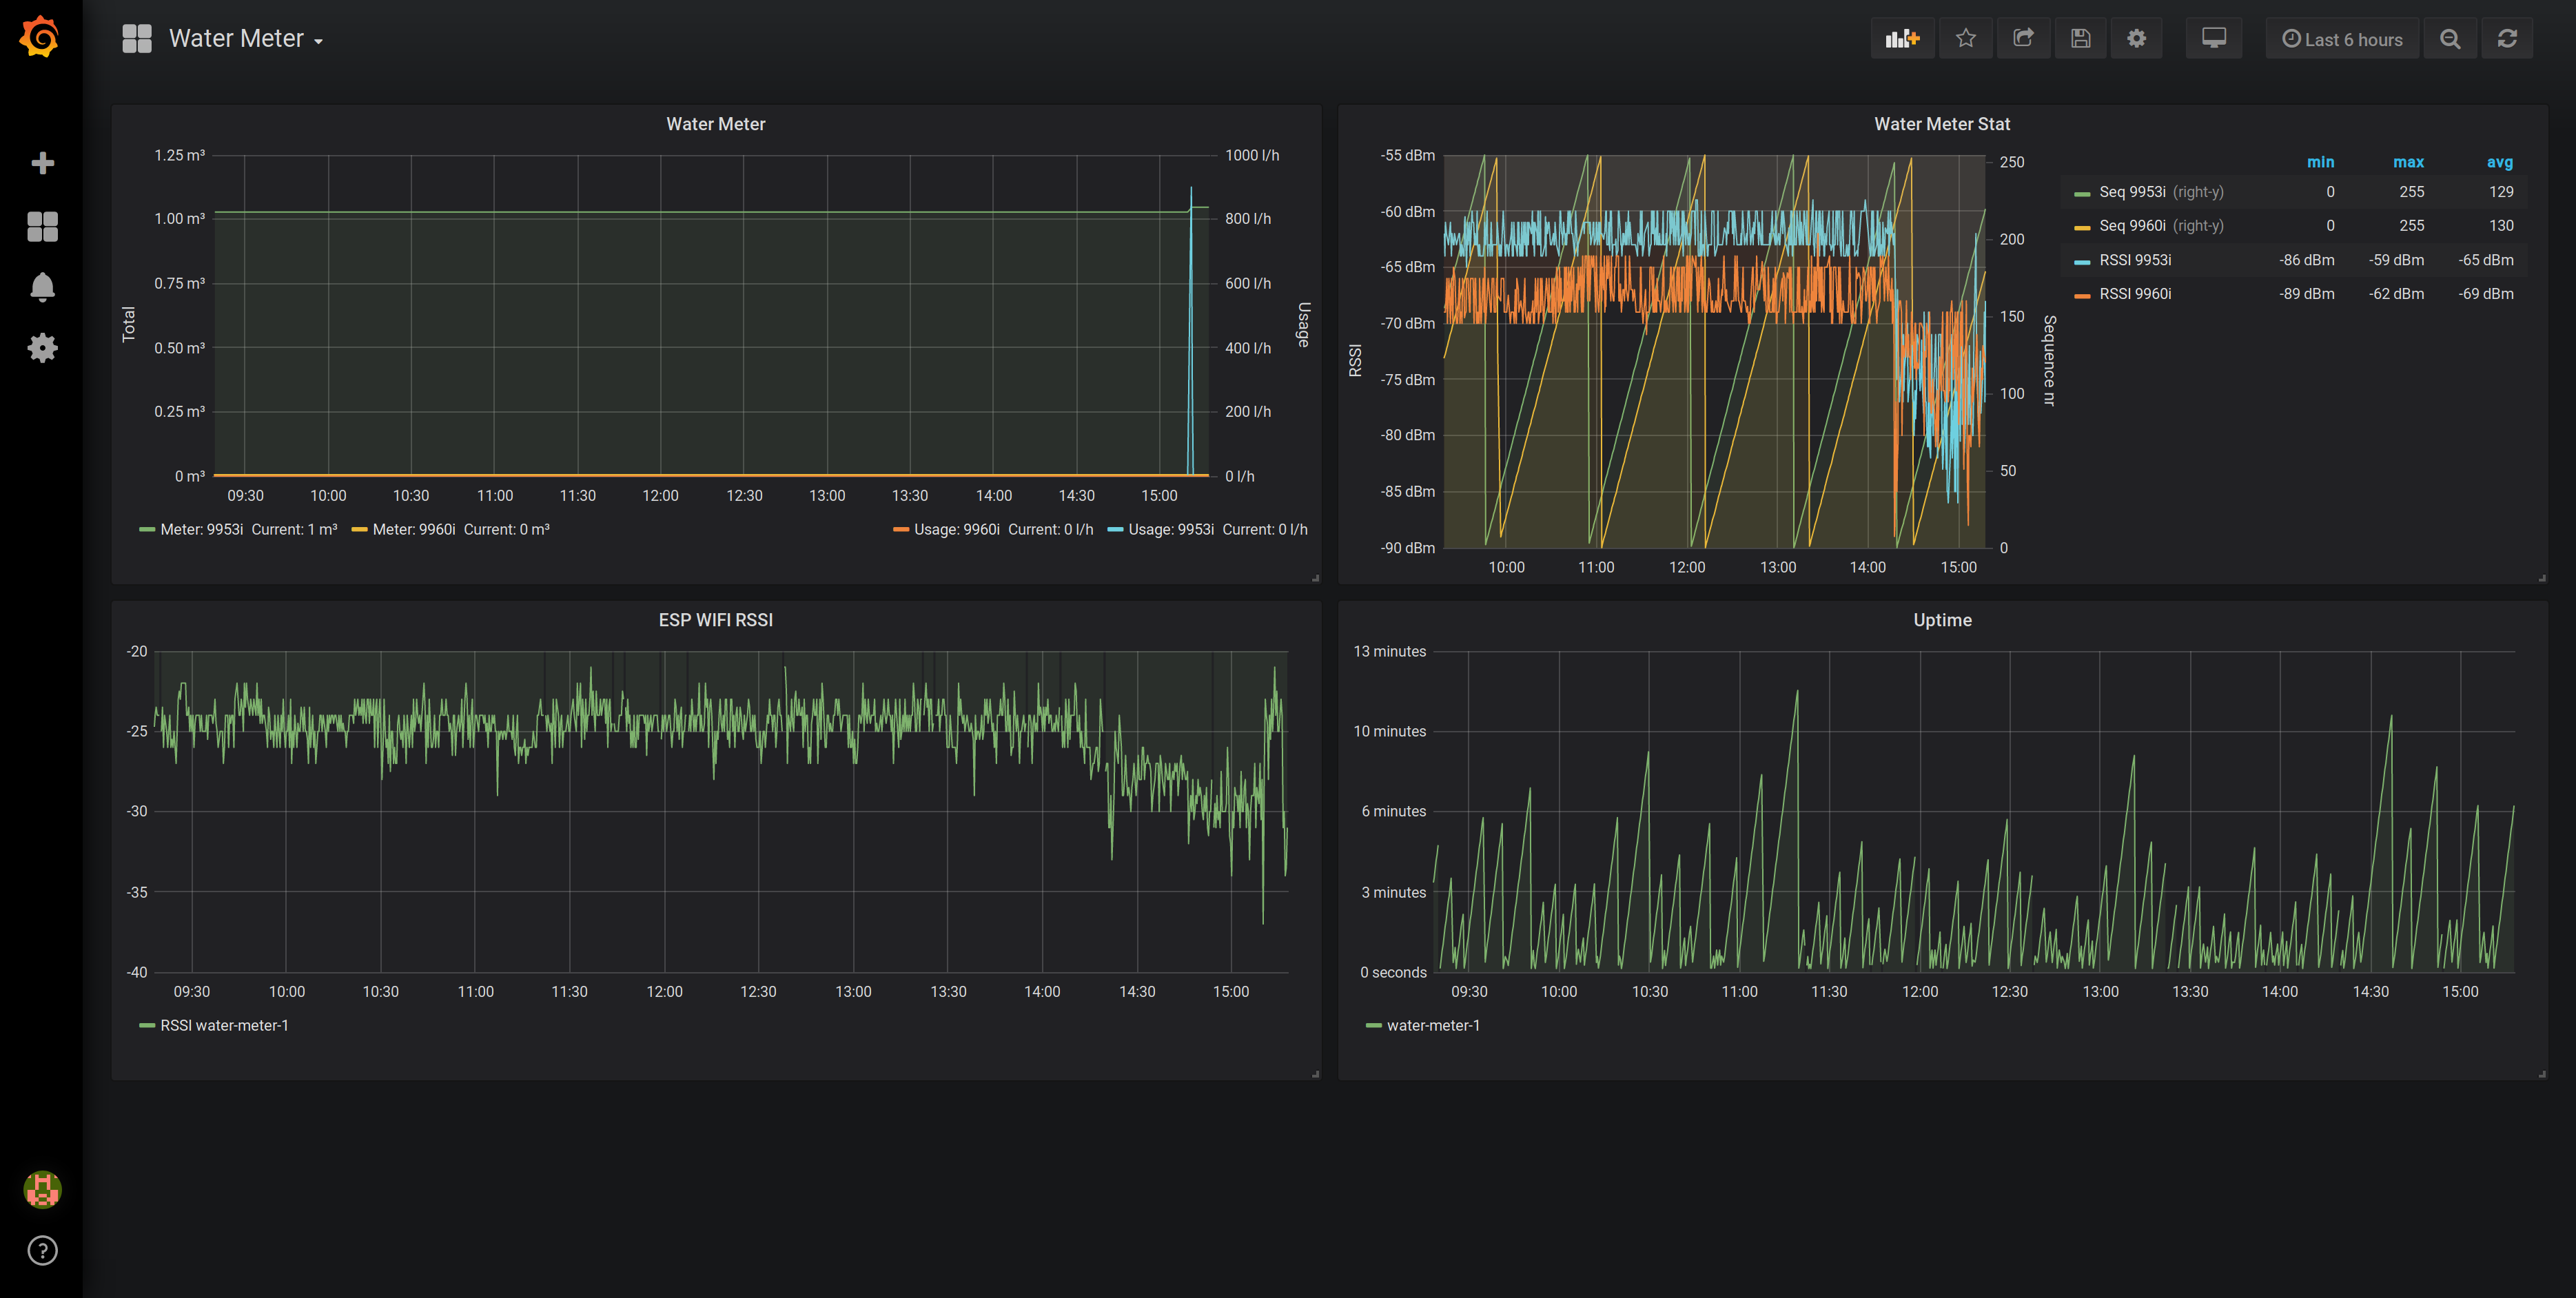 Water Meter
Last 6 hours
Water Meter
1.25 m³
1.00 m³
0.75 m³
0.50 m³
0.25 m³
0 m³
Total
1000 l/h
800 l/h
600 l/h
400 l/h
200 l/h
0 l/h
Usage
09:30 10:00 10:30 11:00 11:30 12:00 12:30 13:00 13:30 14:00 14:30 15:00
Meter: 9953i Current: 1 m³ Meter: 9960i Current: 0 m³ Usage: 9960i Current: 0 l/h Usage: 9953i Current: 0 l/h
Water Meter Stat
-55 dBm
-60 dBm
-65 dBm
-70 dBm
-75 dBm
-80 dBm
-85 dBm
-90 dBm
RSSI
250
200
150
100
50
0
Sequence nr
10:00 11:00 12:00 13:00 14:00 15:00
min max avg
Seq 9953i (right-y) 0 255 129
Seq 9960i (right-y) 0 255 130
RSSI 9953i -86 dBm -59 dBm -65 dBm
RSSI 9960i -89 dBm -62 dBm -69 dBm
ESP WIFI RSSI
-20
-25
-30
-35
-40
09:30 10:00 10:30 11:00 11:30 12:00 12:30 13:00 13:30 14:00 14:30 15:00
RSSI water-meter-1
Uptime
13 minutes
10 minutes
6 minutes
3 minutes
0 seconds
09:30 10:00 10:30 11:00 11:30 12:00 12:30 13:00 13:30 14:00 14:30 15:00
water-meter-1